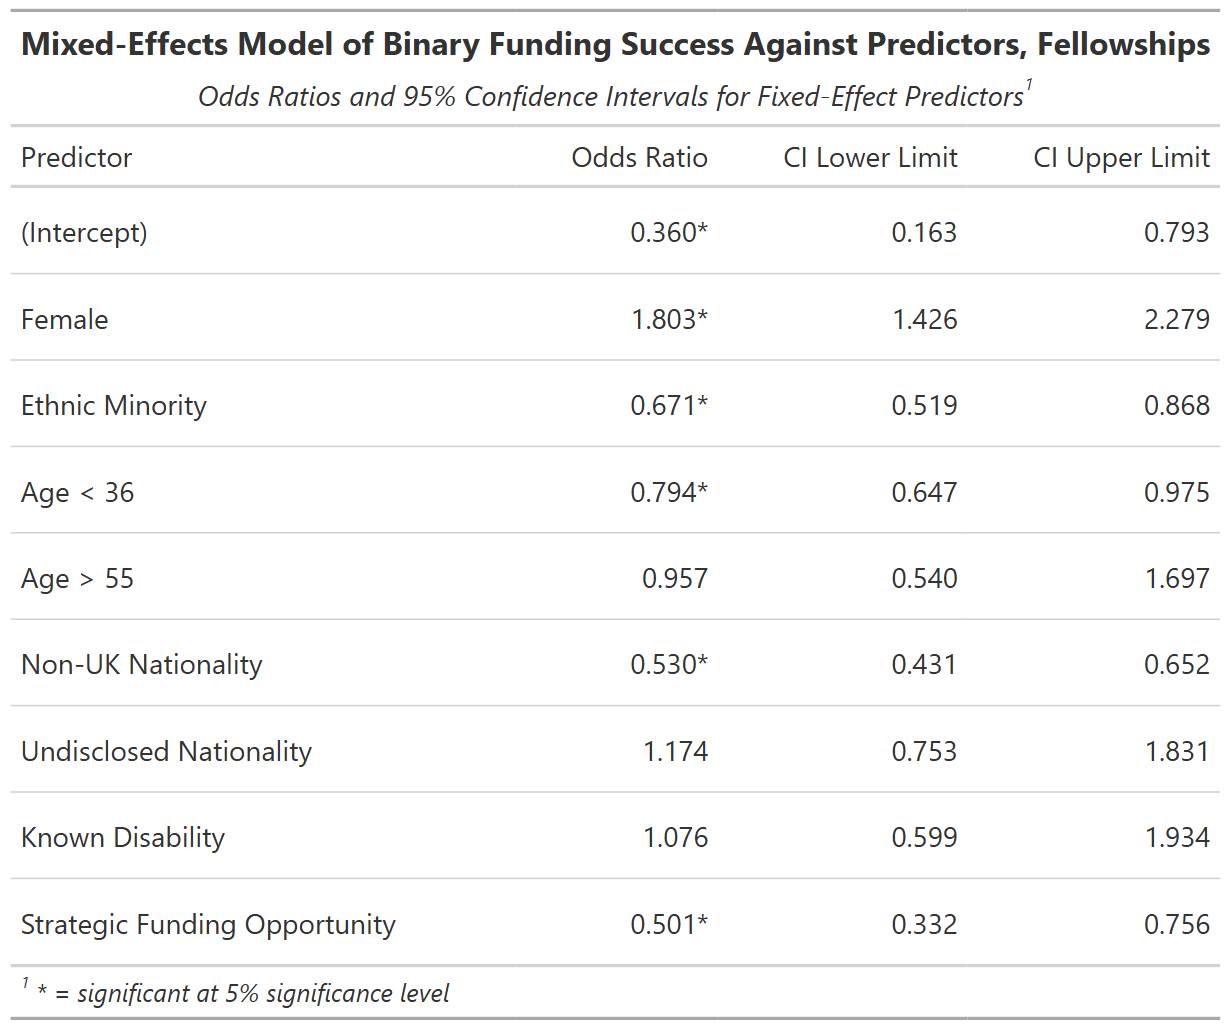 Mixed-Effects Model of Binary Funding Success Against Predictors, Fellowships
Odds Ratios and 95% Confidence Intervals for Fixed-Effect Predictors1
Predictor Odds Ratio CI Lower Limit CI Upper Limit
(Intercept) 0.360* 0.163 0.793
Female 1.803* 1.426 2.279
Ethnic Minority 0.671* 0.519 0.868
Age < 36 0.794* 0.647 0.975
Age > 55 0.957 0.540 1.697
Non-UK Nationality 0.530* 0.431 0.652
Undisclosed Nationality 1.174 0.753 1.831
Known Disability 1.076 0.599 1.934
Strategic Funding Opportunity 0.501* 0.332 0.756
1 * = significant at 5% significance level